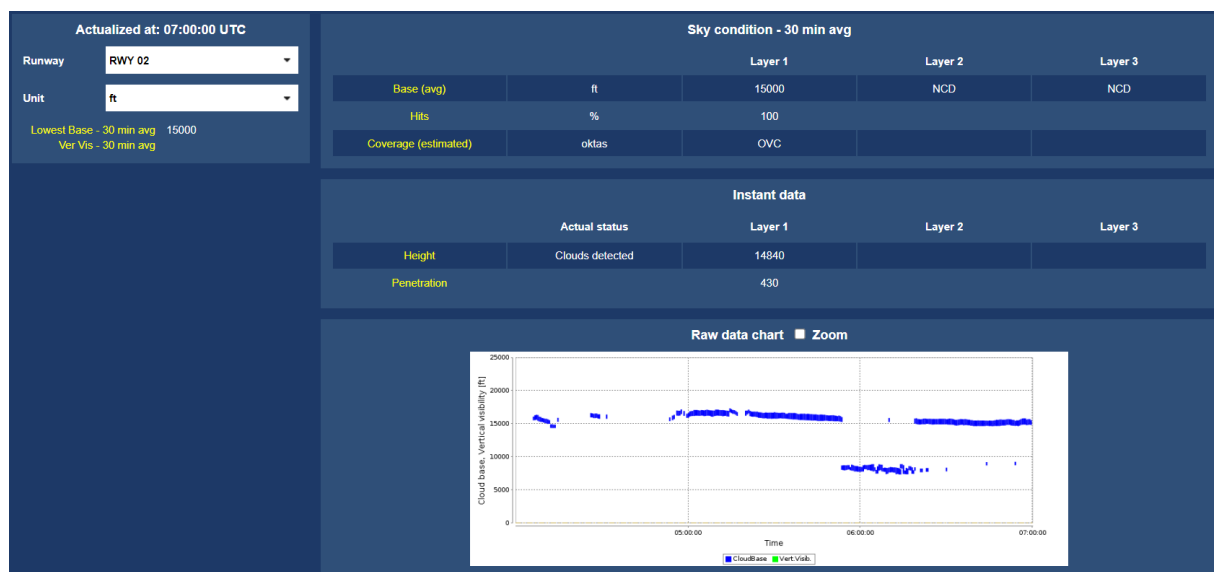 Actualized at: 07:00:00 UTC
Runway RWY 02
Unit ft
Lowest Base - 30 min avg 15000
Ver Vis - 30 min avg
Sky condition - 30 min avg
Layer 1 Layer 2 Layer 3
Base (avg) ft 15000 NCD NCD
Hits % 100
Coverage (estimated) oktas OVC
Instant data
Actual status Layer 1 Layer 2 Layer 3
Height Clouds detected 14840
Penetration 430
Raw data chart Zoom
Cloud base, Vertical visibility [ft]
25000
20000
15000
10000
5000
0
05:00:00 06:00:00 07:00:00
Time
CloudBase Vert.Visib.